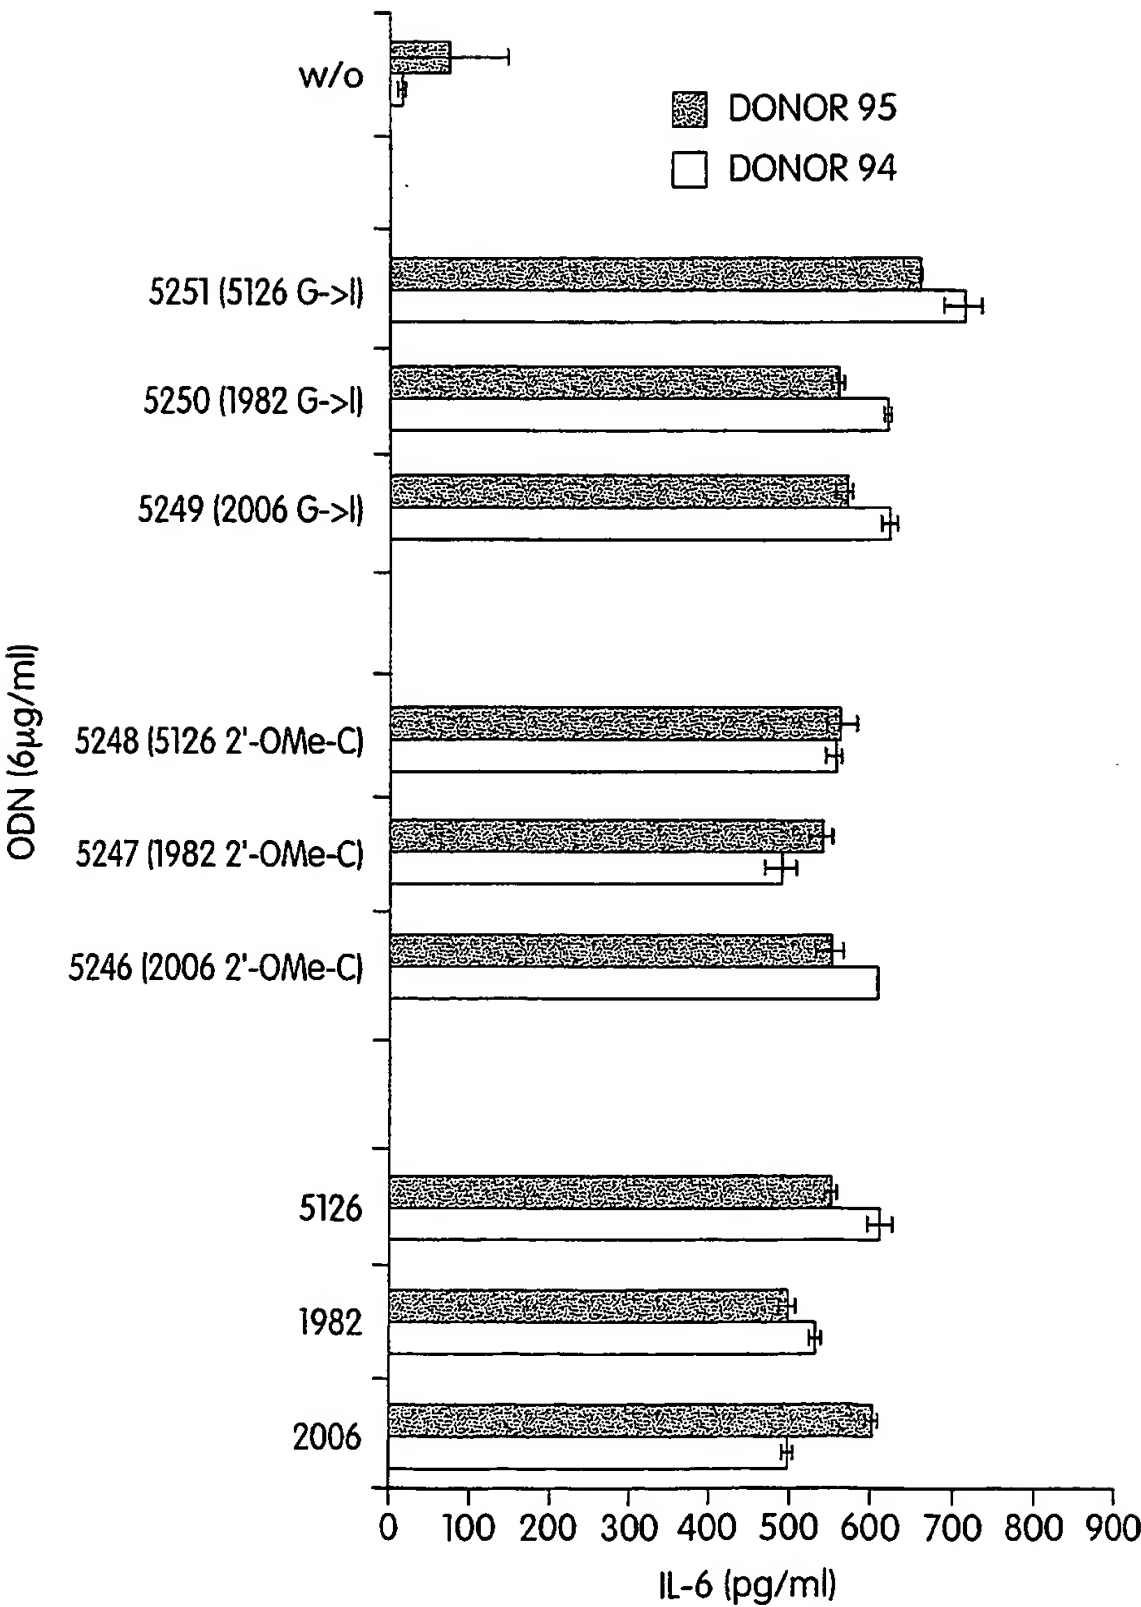 w/o
DONOR 95
DONOR 94
5251 (5126 G->I)
5250 (1982 G->I)
5249 (2006 G->I)
ODN (6µg/ml)
5248 (5126 2'-OMe-C)
5247 (1982 2'-OMe-C)
5246 (2006 2'-OMe-C)
5126
1982
2006
0 100 200 300 400 500 600 700 800 900
IL-6 (pg/ml)